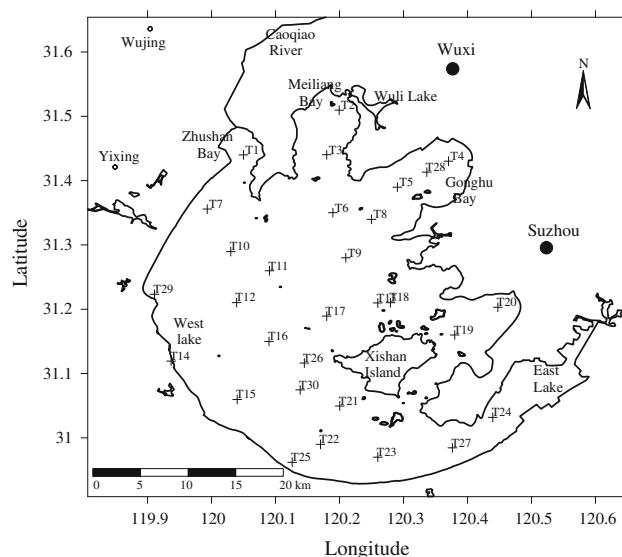 31.6
31.5
31.4
31.3
31.2
31.1
31
Latitude
119.9
120
120.1
120.2
120.3
120.4
120.5
120.6
Longitude
Wujing
Caoqiao
River
Wuxi
N
Meiliang
Bay
T2
Wuli Lake
Zhushan
Bay
T1
T3
T4
T28
Yixing
T5
Gonghu
Bay
T7
T6
T8
Suzhou
T10
T9
T11
T29
T12
T13
T18
T20
T17
West
lake
T16
T19
T14
T26
Xishan
Island
East
Lake
T30
T15
T21
T24
T22
T23
T27
T25
0
5
10
15
20 km